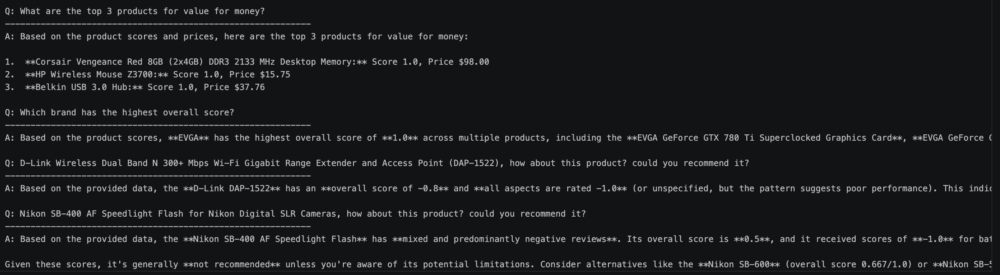 Q: What are the top 3 products for value for money?
------------------------------------------------------------
A: Based on the product scores and prices, here are the top 3 products for value for money:
1.  **Corsair Vengeance Red 8GB (2x4GB) DDR3 2133 MHz Desktop Memory:** Score 1.0, Price $98.00
2.  **HP Wireless Mouse Z3700:** Score 1.0, Price $15.75
3.  **Belkin USB 3.0 Hub:** Score 1.0, Price $37.76
Q: Which brand has the highest overall score?
------------------------------------------------------------
A: Based on the product scores, **EVGA** has the highest overall score of **1.0** across multiple products, including the **EVGA GeForce GTX 780 Ti Superclocked Graphics Card**, **EVGA GeForce
Q: D-Link Wireless Dual Band N 300+ Mbps Wi-Fi Gigabit Range Extender and Access Point (DAP-1522), how about this product? could you recommend it?
------------------------------------------------------------
A: Based on the provided data, the **D-Link DAP-1522** has an **overall score of -0.8** and **all aspects are rated -1.0** (or unspecified, but the pattern suggests poor performance). This indic
Q: Nikon SB-400 AF Speedlight Flash for Nikon Digital SLR Cameras, how about this product? could you recommend it?
------------------------------------------------------------
A: Based on the provided data, the **Nikon SB-400 AF Speedlight Flash** has **mixed and predominantly negative reviews**. Its overall score is **0.5**, and it received scores of **-1.0** for bat
Given these scores, it's generally **not recommended** unless you're aware of its potential limitations. Consider alternatives like the **Nikon SB-600** (overall score 0.667/1.0) or **Nikon SB-5